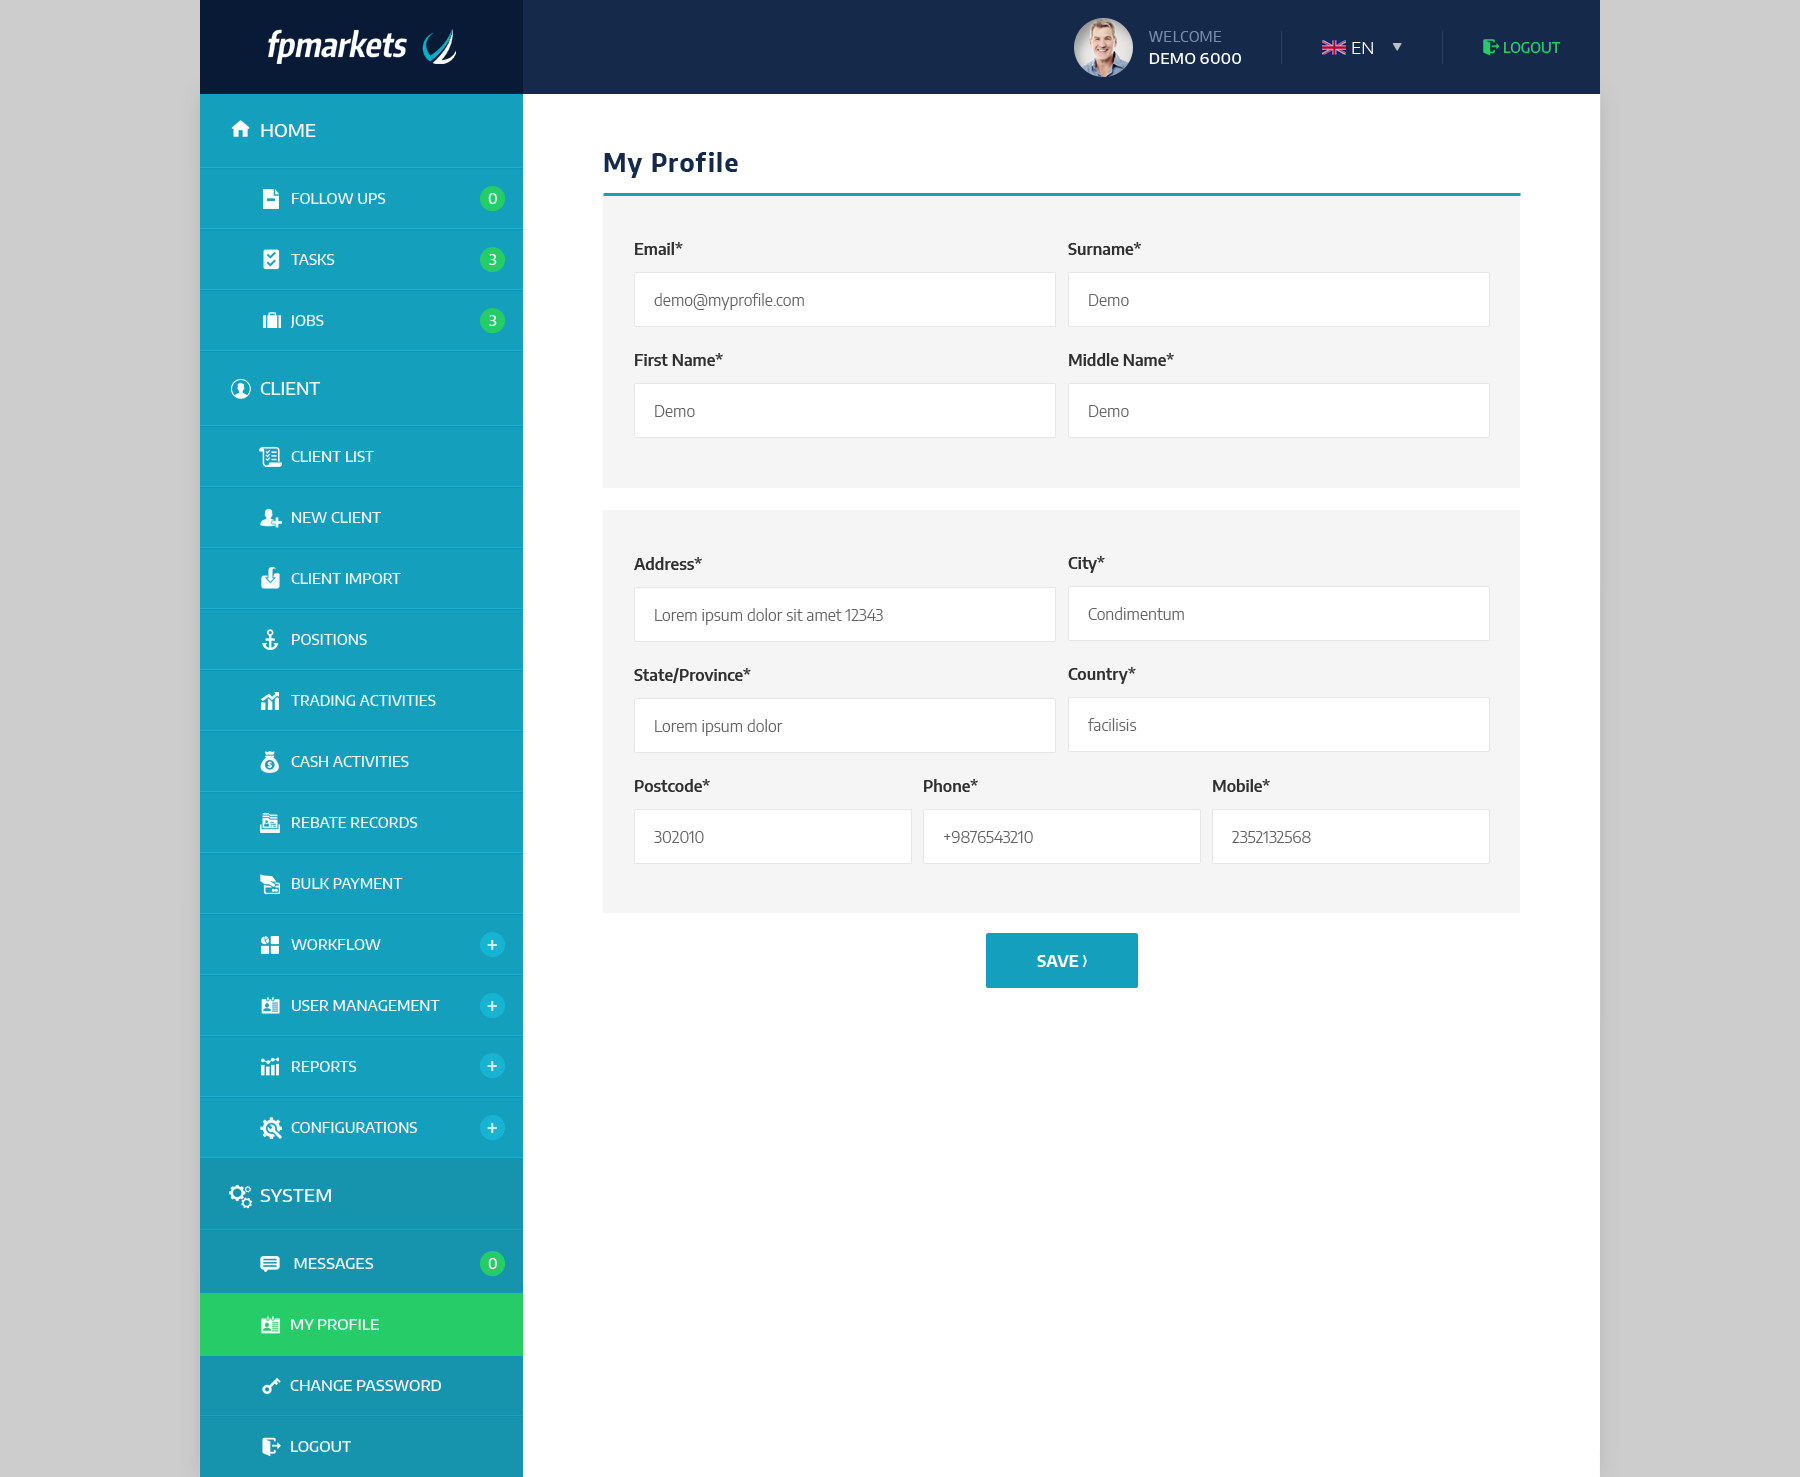 fpmarkets
WELCOME
DEMO 6000
EN
LOGOUT
HOME
FOLLOW UPS 0
TASKS 3
JOBS 3
CLIENT
CLIENT LIST
NEW CLIENT
CLIENT IMPORT
POSITIONS
TRADING ACTIVITIES
CASH ACTIVITIES
REBATE RECORDS
BULK PAYMENT
WORKFLOW +
USER MANAGEMENT +
REPORTS +
CONFIGURATIONS +
SYSTEM
MESSAGES 0
MY PROFILE
CHANGE PASSWORD
LOGOUT
My Profile
Email* Surname*
demo@myprofile.com Demo
First Name* Middle Name*
Demo Demo
Address* City*
Lorem ipsum dolor sit amet 12343 Condimentum
State/Province* Country*
Lorem ipsum dolor facilisis
Postcode* Phone* Mobile*
302010 +9876543210 2352132568
SAVE ⟩